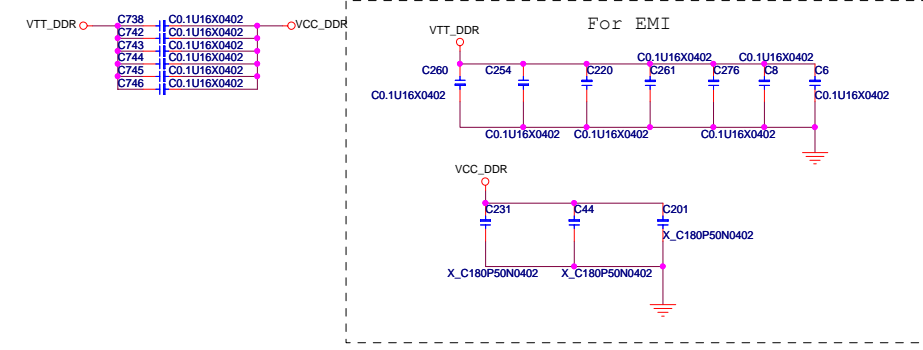 VTT_DDR
C738 C0.1U16X0402
VCC_DDR
C742 C0.1U16X0402
C743 C0.1U16X0402
C744 C0.1U16X0402
C745 C0.1U16X0402
C746 C0.1U16X0402
For EMI
VTT_DDR
C0.1U16X0402 C0.1U16X0402
C260 C254 C220 C261 C276 C8 C6
C0.1U16X0402 C0.1U16X0402
C0.1U16X0402 C0.1U16X0402 C0.1U16X0402
VCC_DDR
C231 C44 C201
X_C180P50N0402
X_C180P50N0402 X_C180P50N0402